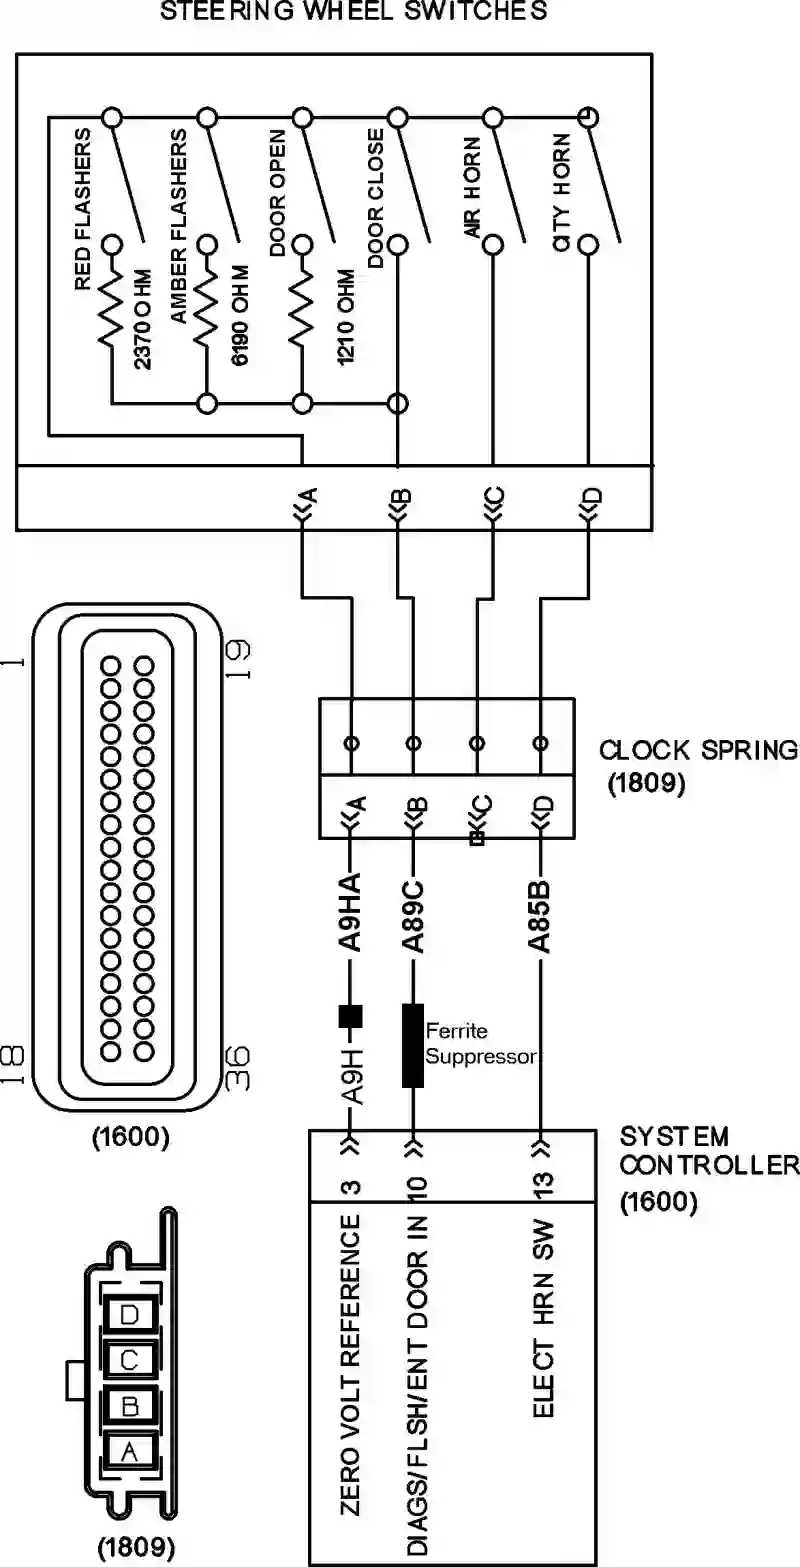 STEERING WHEEL SWITCHES
RED FLASHERS
2370 OHM
AMBER FLASHERS
6190 OHM
DOOR OPEN
1210 OHM
DOOR CLOSE
AIR HORN
CITY HORN
A
B
C
D
1
19
18
36
(1600)
CLOCK SPRING
(1809)
A
B
C
D
A9HA
A89C
A85B
A9H
Ferrite
Suppressor
SYSTEM
CONTROLLER
(1600)
3
10
13
ZERO VOLT REFERENCE
DIAGS/FLSH/ENT DOOR IN
ELECT HRN SW
D
C
B
A
(1809)